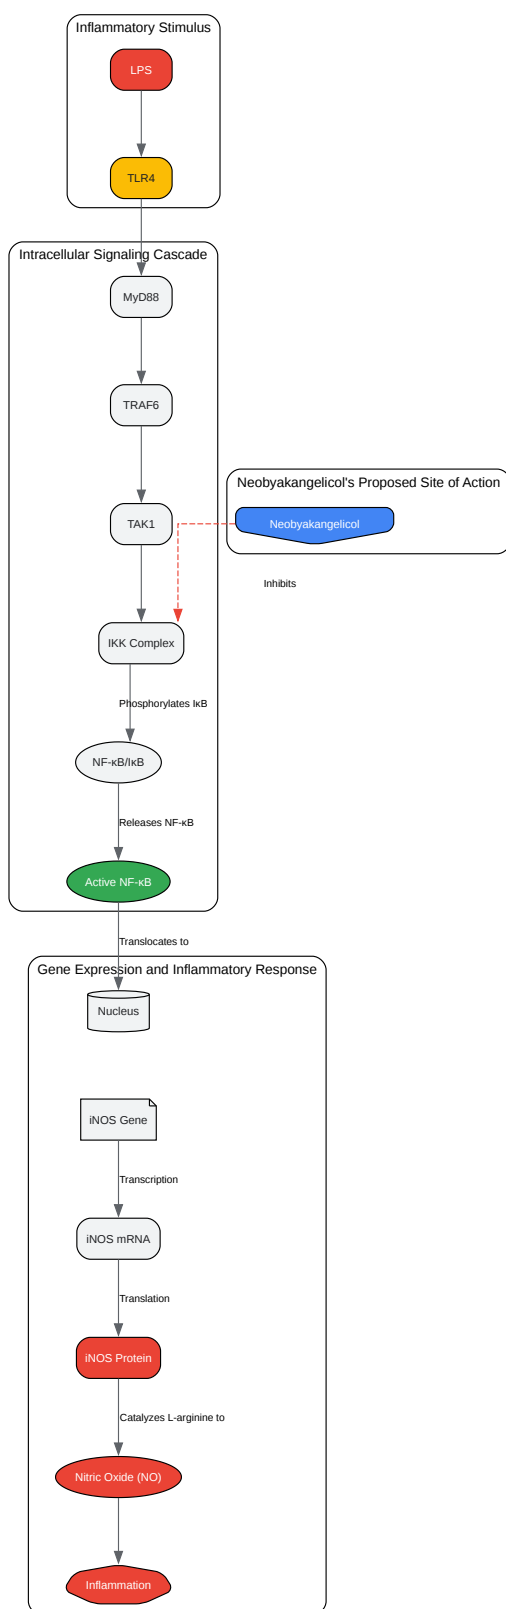 Inflammatory Stimulus
LPS
TLR4
Intracellular Signaling Cascade
MyD88
TRAF6
TAK1
Neobyakangelicol's Proposed Site of Action
Neobyakangelicol
Inhibits
IKK Complex
Phosphorylates IκB
NF-κB/IκB
Releases NF-κB
Active NF-κB
Translocates to
Gene Expression and Inflammatory Response
Nucleus
iNOS Gene
Transcription
iNOS mRNA
Translation
iNOS Protein
Catalyzes L-arginine to
Nitric Oxide (NO)
Inflammation